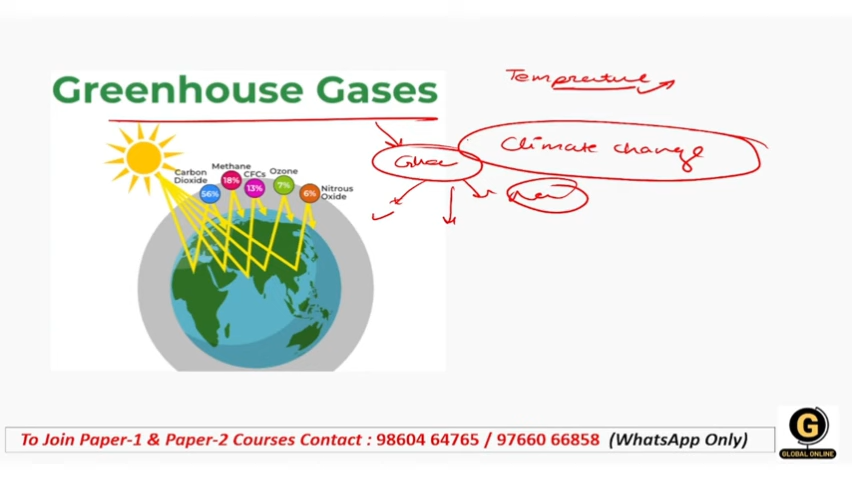 Greenhouse Gases
Temprature
Climate change
Methane
Carbon Dioxide
CFCs
Ozone
Nitrous Oxide
56%
18%
13%
7%
6%
To Join Paper-1 & Paper-2 Courses Contact : 98604 64765 / 97660 66858 (WhatsApp Only)
G
GLOBAL ONLINE